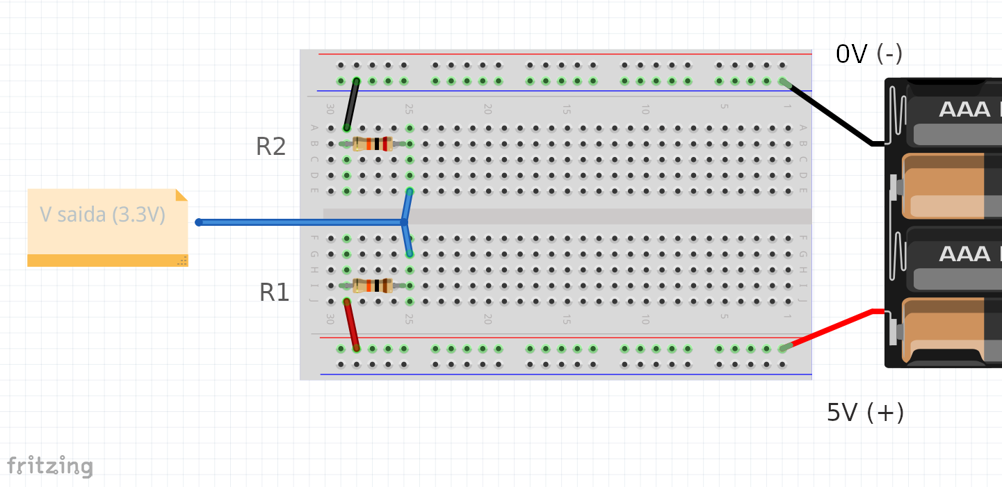 0V (-)
AAA
30
25
20
15
10
5
1
A
A
B
B
C
C
D
D
E
E
R2
V saida (3.3V)
AAA
F
F
G
G
H
H
I
I
J
J
R1
30
25
20
15
10
5
1
5V (+)
fritzing